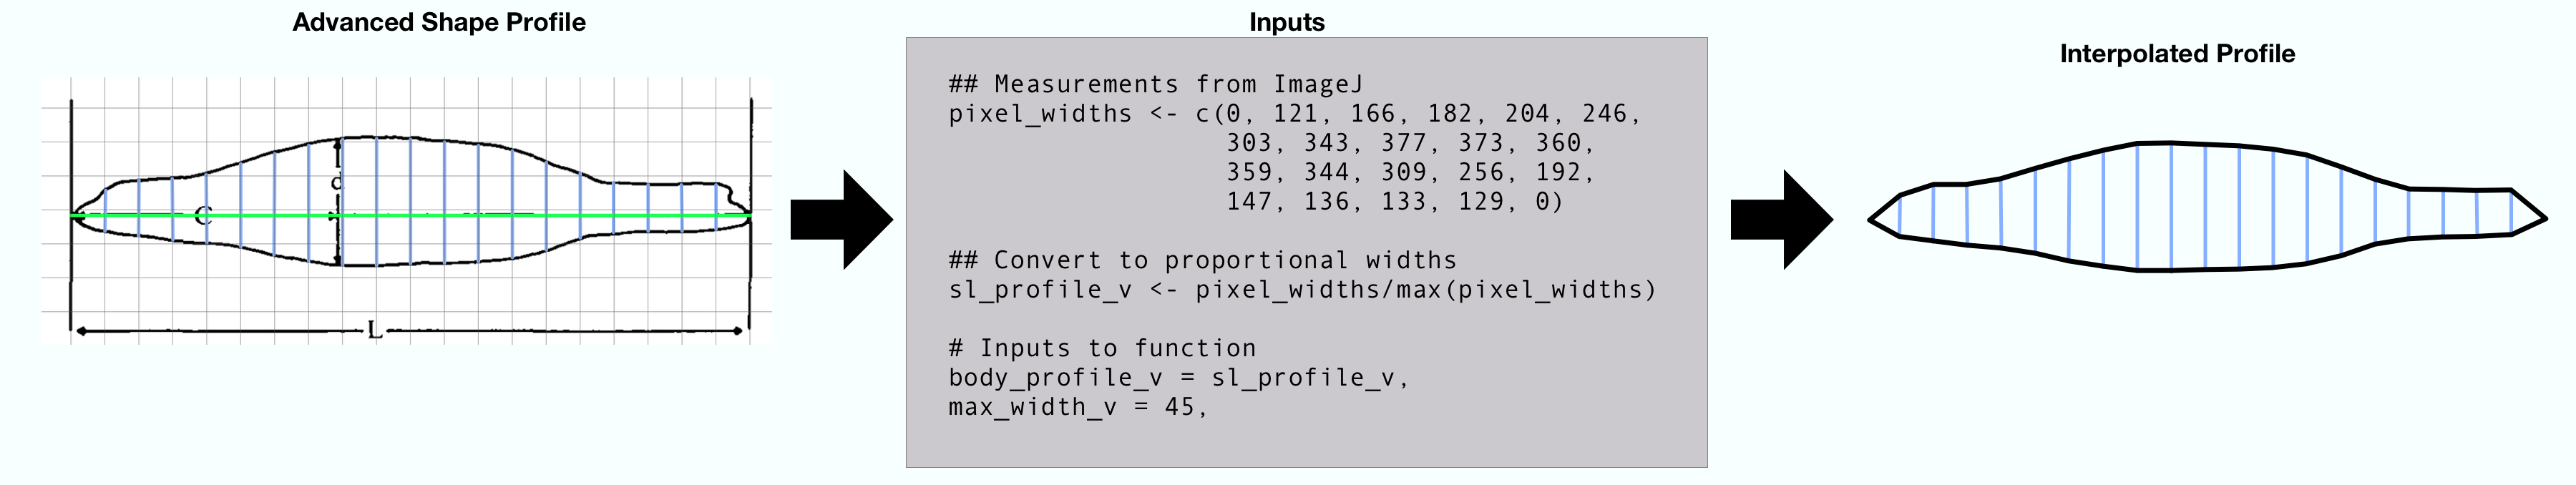 Advanced Shape Profile
C
d
L
Inputs
## Measurements from ImageJ
pixel_widths <- c(0, 121, 166, 182, 204, 246,
303, 343, 377, 373, 360,
359, 344, 309, 256, 192,
147, 136, 133, 129, 0)
## Convert to proportional widths
sl_profile_v <- pixel_widths/max(pixel_widths)
# Inputs to function
body_profile_v = sl_profile_v,
max_width_v = 45,
Interpolated Profile